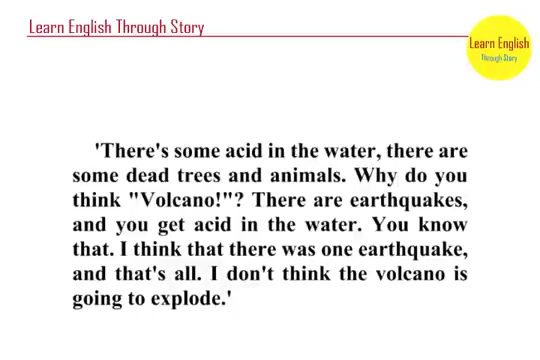 Learn English Through Story
Learn English
Through Story
'There's some acid in the water, there are
some dead trees and animals. Why do you
think "Volcano!"? There are earthquakes,
and you get acid in the water. You know
that. I think that there was one earthquake,
and that's all. I don't think the volcano is
going to explode.'